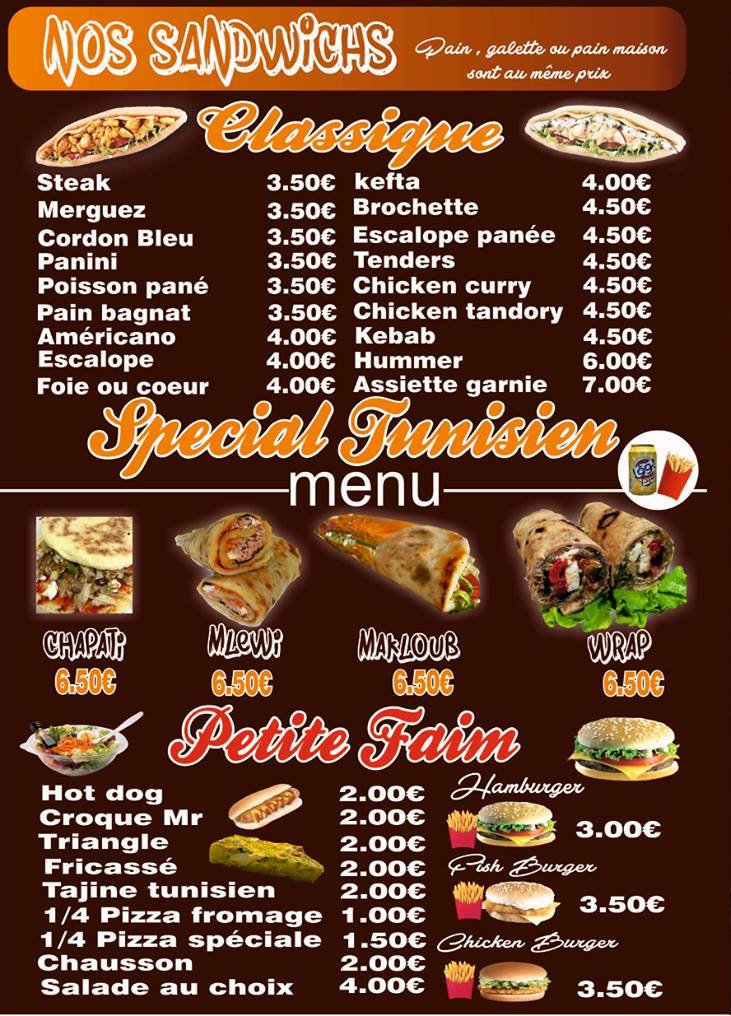 NOS SANDWICHS
Pain , galette ou pain maison
sont au même prix
Classique
Steak 3.50€
Merguez 3.50€
Cordon Bleu 3.50€
Panini 3.50€
Poisson pané 3.50€
Pain bagnat 3.50€
Américano 4.00€
Escalope 4.00€
Foie ou coeur 4.00€
kefta 4.00€
Brochette 4.50€
Escalope panée 4.50€
Tenders 4.50€
Chicken curry 4.50€
Chicken tandory 4.50€
Kebab 4.50€
Hummer 6.00€
Assiette garnie 7.00€
Special Tunisien
menu
CHAPATI
6.50€
MLEWI
6.50€
MAKLOUB
6.50€
WRAP
6.50€
Petite Faim
Hot dog 2.00€
Croque Mr 2.00€
Triangle 2.00€
Fricassé 2.00€
Tajine tunisien 2.00€
1/4 Pizza fromage 1.00€
1/4 Pizza spéciale 1.50€
Chausson 2.00€
Salade au choix 4.00€
Hamburger
3.00€
Fish Burger
3.50€
Chicken Burger
3.50€